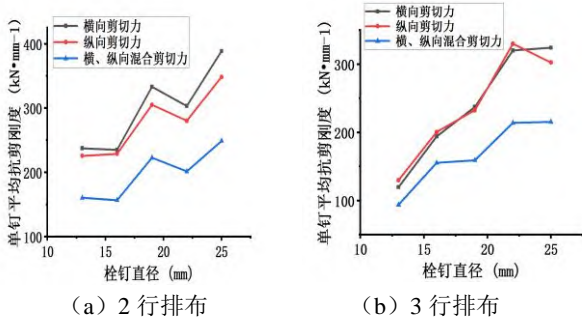 横向剪切力
纵向剪切力
横、纵向混合剪切力
单钉平均抗剪刚度（kN•mm-1）
400
300
200
100
10
15
20
25
栓钉直径（mm）
（a）2 行排布
横向剪切力
纵向剪切力
横、纵向混合剪切力
单钉平均抗剪刚度（kN•mm-1）
300
200
100
10
15
20
25
栓钉直径（mm）
（b）3 行排布